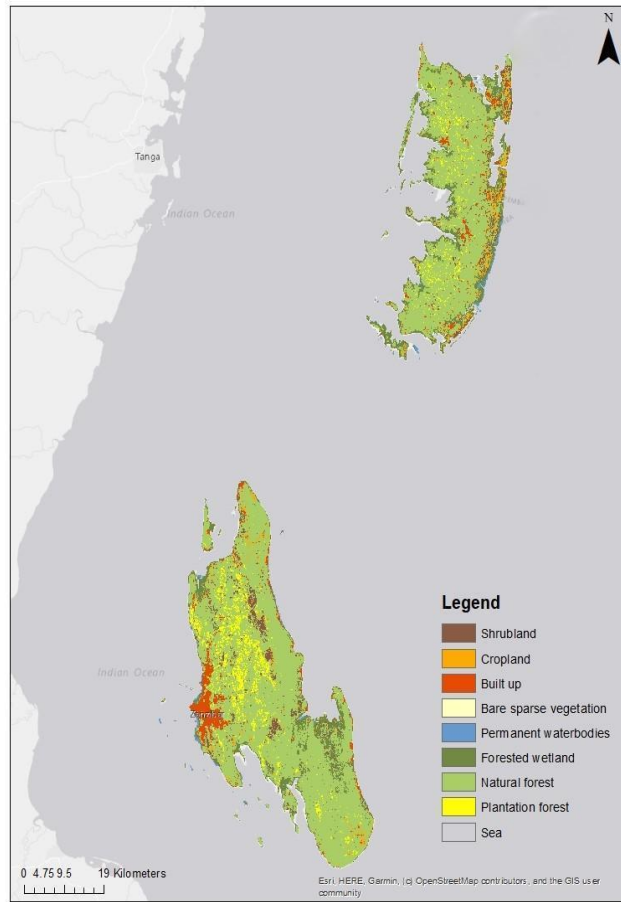 N
Tanga
Indian Ocean
Indian Ocean
Legend
Shrubland
Cropland
Built up
Bare sparse vegetation
Permanent waterbodies
Forested wetland
Natural forest
Plantation forest
Sea
0 4.75 9.5 19 Kilometers
Esri, HERE, Garmin, (c) OpenStreetMap contributors, and the GIS user
community